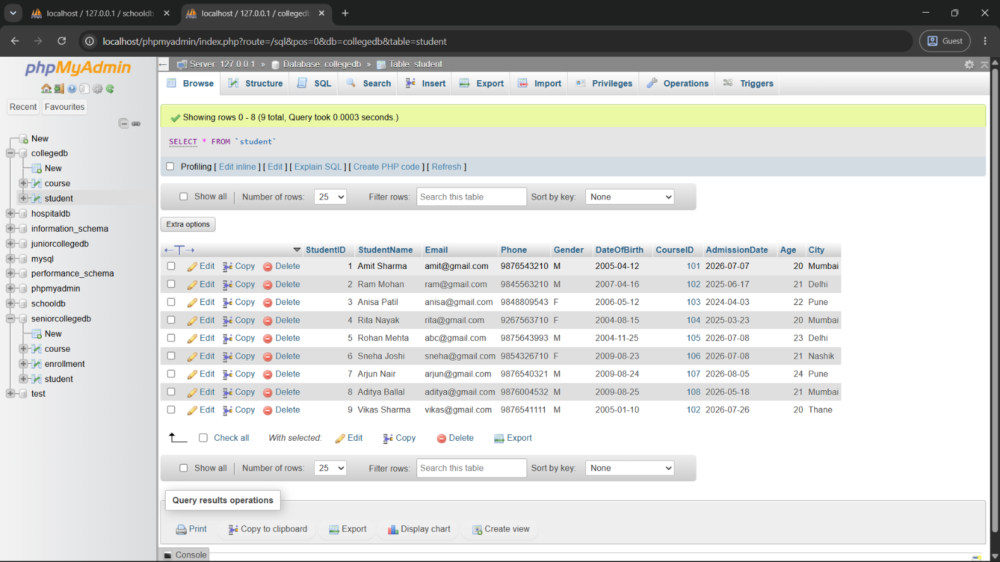 localhost / 127.0.0.1 / schooldb
localhost / 127.0.0.1 / collegedb
localhost/phpmyadmin/index.php?route=/sql&pos=0&db=collegedb&table=student
Guest
phpMyAdmin
Recent Favourites
New
collegedb
New
course
student
hospitaldb
information_schema
juniorcollegedb
mysql
performance_schema
phpmyadmin
schooldb
seniorcollegedb
New
course
enrollment
student
test
Server: 127.0.0.1 » Database: collegedb » Table: student
Browse Structure SQL Search Insert Export Import Privileges Operations Triggers
Showing rows 0 - 8 (9 total, Query took 0.0003 seconds.)
SELECT * FROM `student`
Profiling [ Edit inline ] [ Edit ] [ Explain SQL ] [ Create PHP code ] [ Refresh ]
Show all Number of rows: 25 Filter rows: Search this table Sort by key: None
Extra options
StudentID StudentName Email Phone Gender DateOfBirth CourseID AdmissionDate Age City
Edit Copy Delete 1 Amit Sharma amit@gmail.com 9876543210 M 2005-04-12 101 2026-07-07 20 Mumbai
Edit Copy Delete 2 Ram Mohan ram@gmail.com 9845563210 M 2007-04-16 102 2025-06-17 21 Delhi
Edit Copy Delete 3 Anisa Patil anisa@gmail.com 9848809543 F 2006-05-12 103 2024-04-03 22 Pune
Edit Copy Delete 4 Rita Nayak rita@gmail.com 9267563710 F 2004-08-15 104 2025-03-23 20 Mumbai
Edit Copy Delete 5 Rohan Mehta abc@gmail.com 9875643993 M 2004-11-25 105 2026-07-08 23 Delhi
Edit Copy Delete 6 Sneha Joshi sneha@gmail.com 9854326710 F 2009-08-23 106 2026-07-08 21 Nashik
Edit Copy Delete 7 Arjun Nair arjun@gmail.com 9876540321 M 2009-08-24 107 2026-08-05 24 Pune
Edit Copy Delete 8 Aditya Ballal aditya@gmail.com 9876004532 M 2009-08-25 108 2026-05-18 21 Mumbai
Edit Copy Delete 9 Vikas Sharma vikas@gmail.com 9876541111 M 2005-01-10 102 2026-07-26 20 Thane
Check all With selected: Edit Copy Delete Export
Show all Number of rows: 25 Filter rows: Search this table Sort by key: None
Query results operations
Print Copy to clipboard Export Display chart Create view
Console